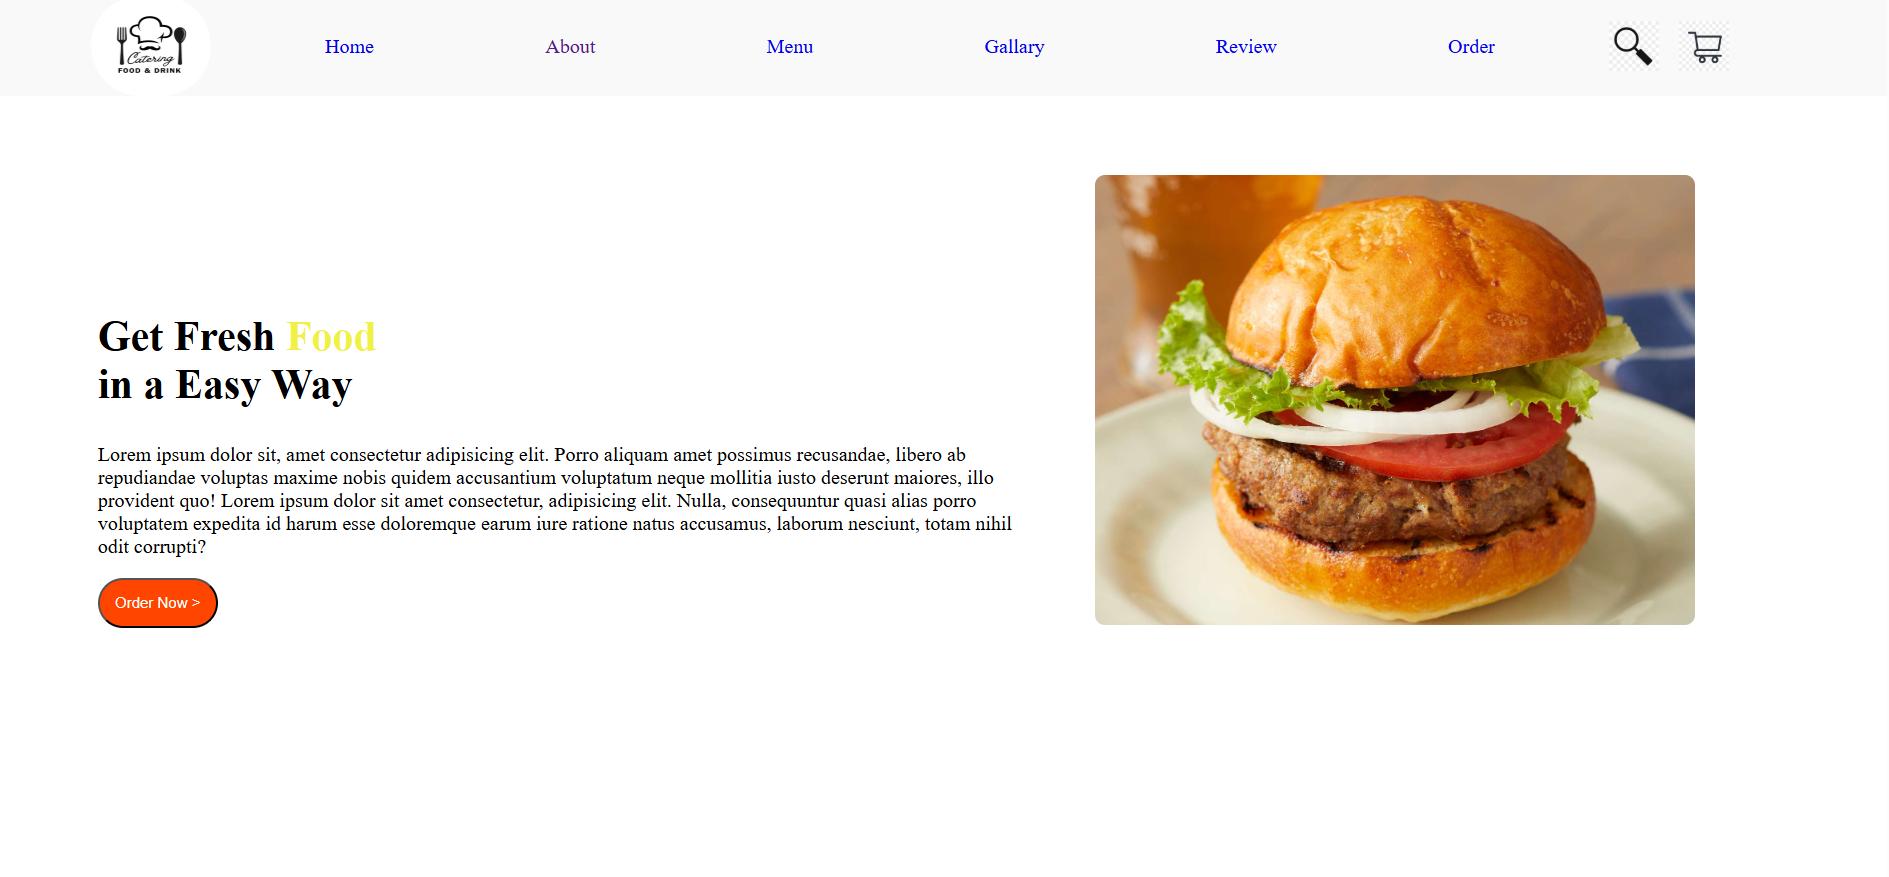 Catering
FOOD & DRINK
Home
About
Menu
Gallary
Review
Order
Get Fresh Food
in a Easy Way
Lorem ipsum dolor sit, amet consectetur adipisicing elit. Porro aliquam amet possimus recusandae, libero ab
repudiandae voluptas maxime nobis quidem accusantium voluptatum neque mollitia iusto deserunt maiores, illo
provident quo! Lorem ipsum dolor sit amet consectetur, adipisicing elit. Nulla, consequuntur quasi alias porro
voluptatem expedita id harum esse doloremque earum iure ratione natus accusamus, laborum nesciunt, totam nihil
odit corrupti?
Order Now >